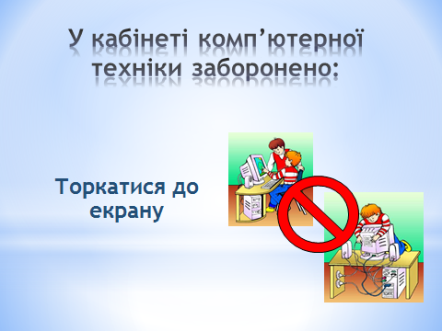 У кабінеті комп’ютерної
техніки заборонено:
Торкатися до
екрану